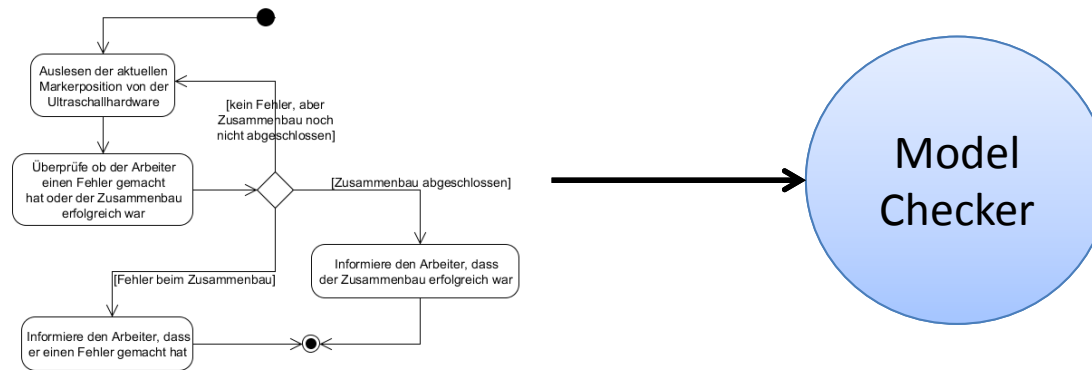 Auslesen der aktuellen
Markerposition von der
Ultraschallhardware
[kein Fehler, aber
Zusammenbau noch
nicht abgeschlossen]
Überprüfe ob der Arbeiter
einen Fehler gemacht
hat oder der Zusammenbau
erfolgreich war
[Zusammenbau abgeschlossen]
[Fehler beim Zusammenbau]
Informiere den Arbeiter, dass
der Zusammenbau erfolgreich war
Informiere den Arbeiter, dass
er einen Fehler gemacht hat
Model
Checker